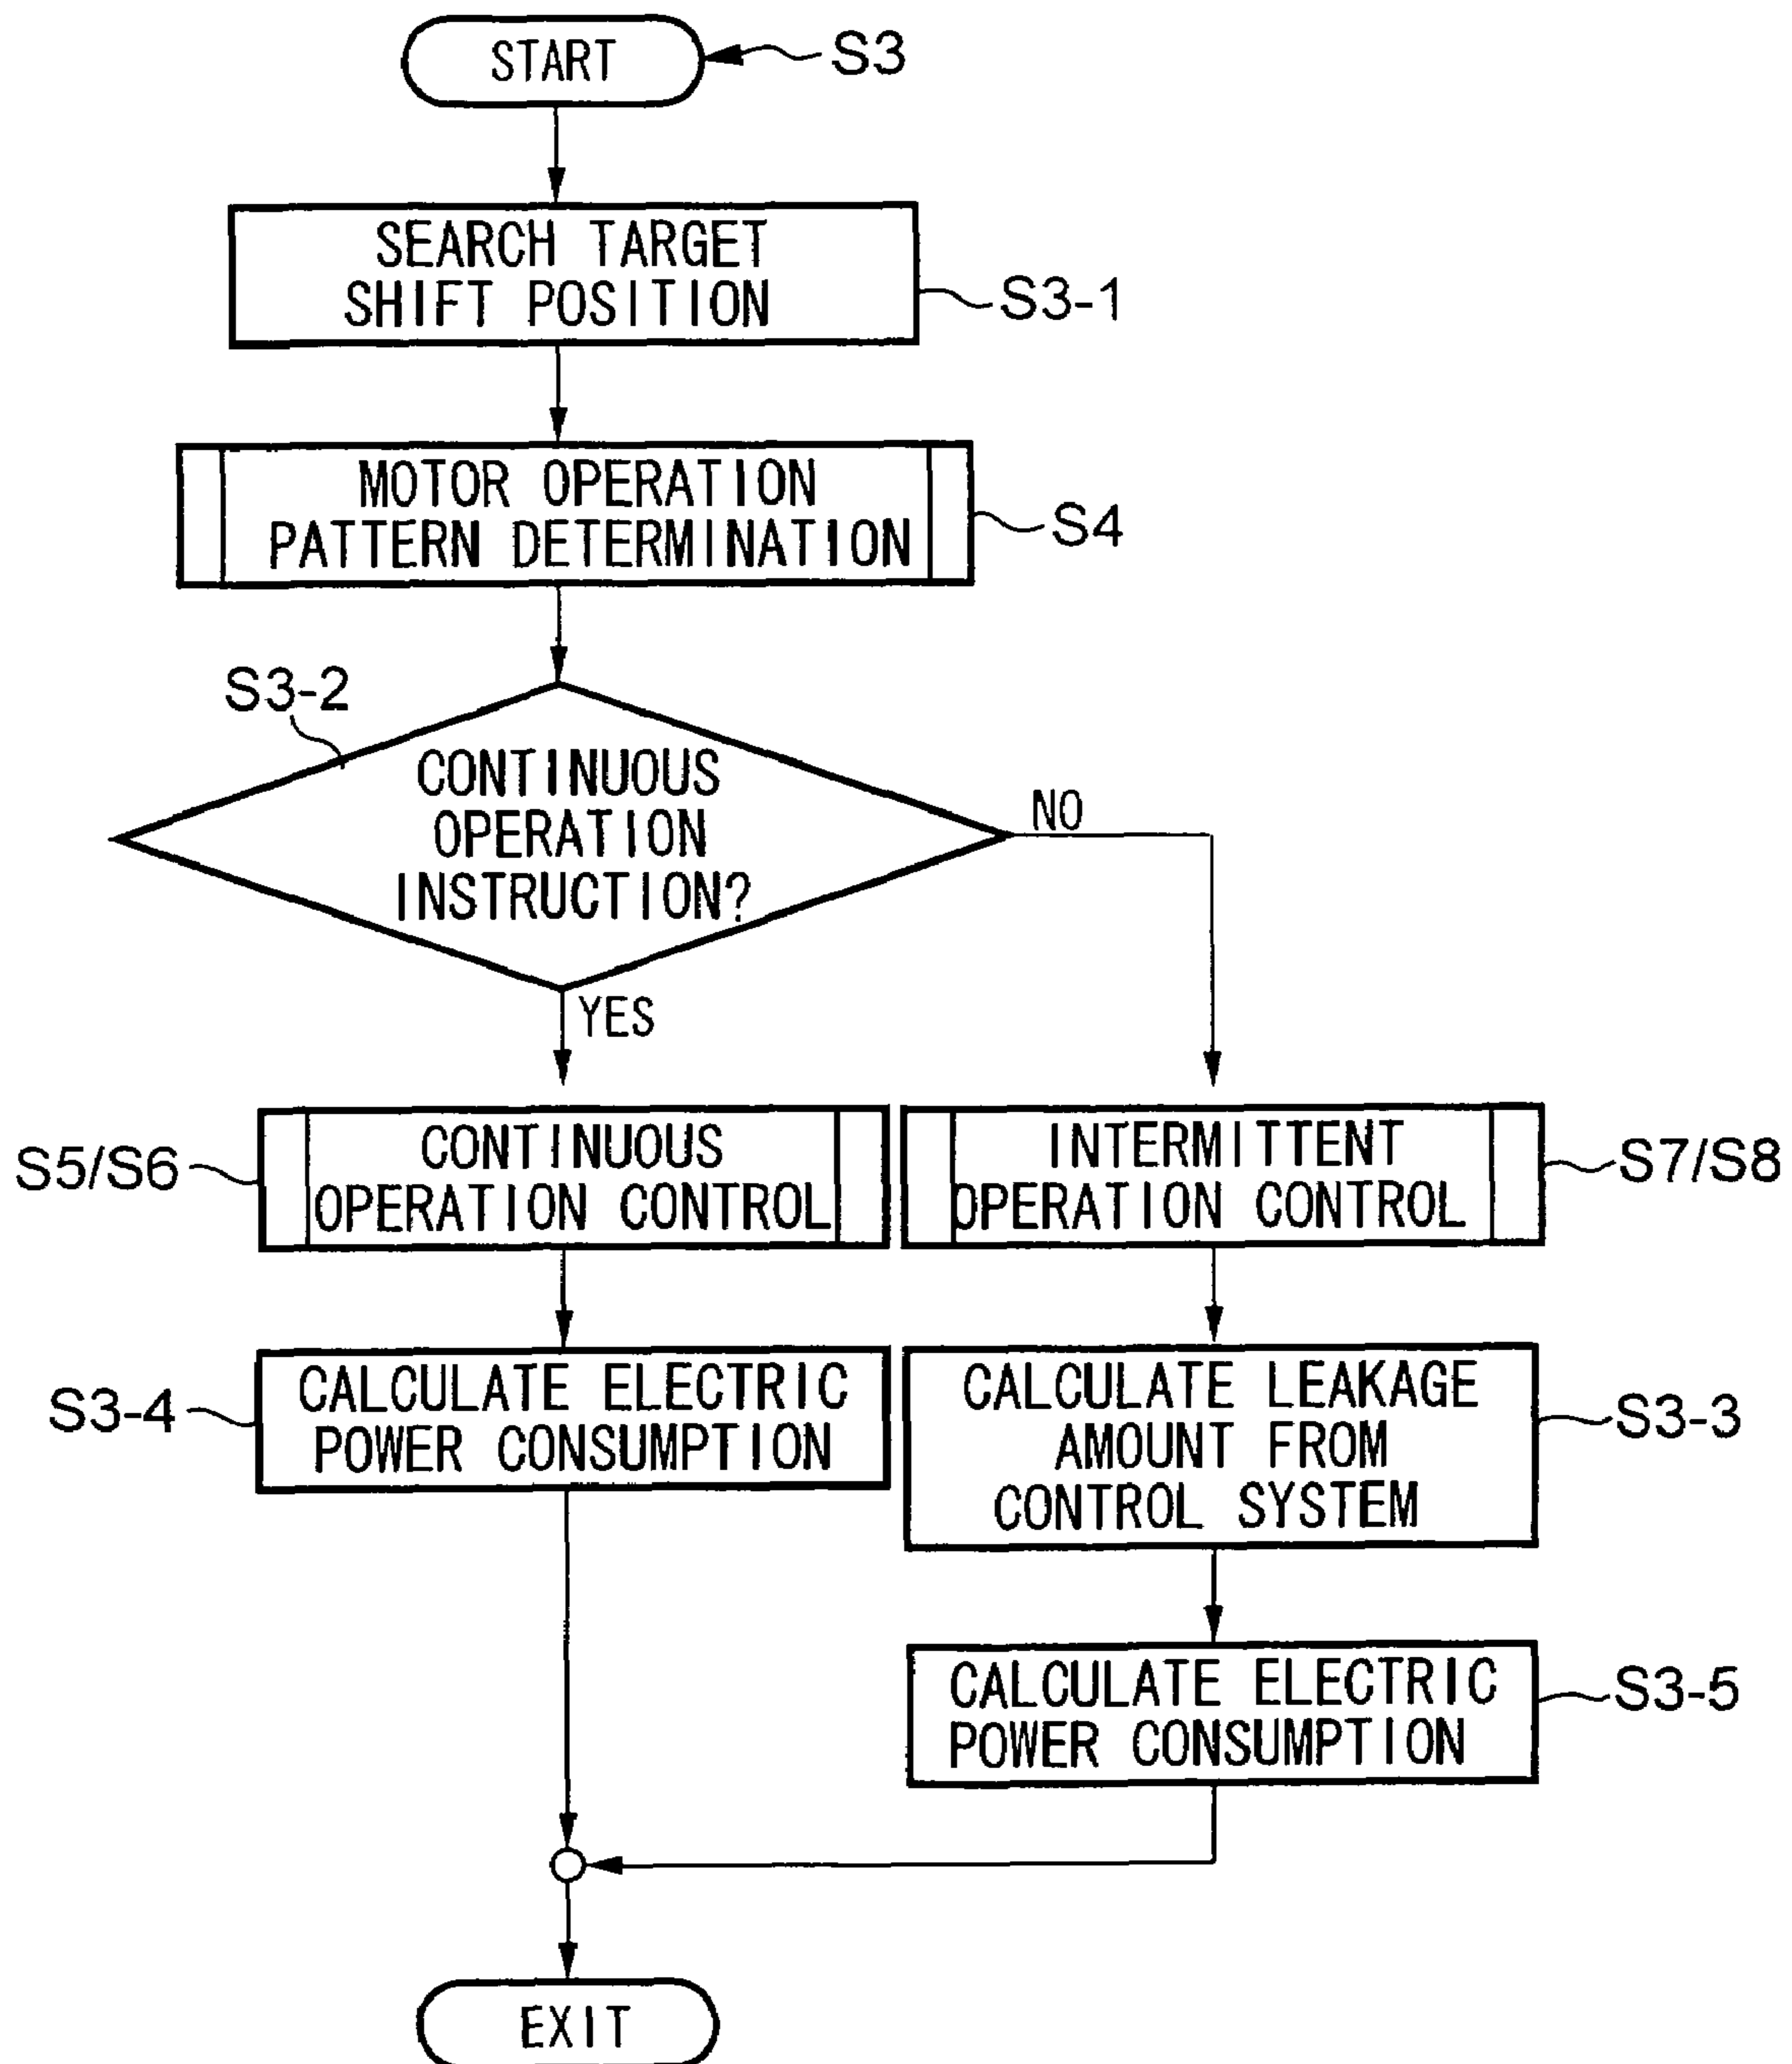 START
S3
SEARCH TARGET
SHIFT POSITION
S3-1
MOTOR OPERATION
PATTERN DETERMINATION
S4
S3-2
CONTINUOUS
OPERATION
INSTRUCTION?
NO
YES
S5/S6
CONTINUOUS
OPERATION CONTROL
INTERMITTENT
OPERATION CONTROL
S7/S8
S3-4
CALCULATE ELECTRIC
POWER CONSUMPTION
CALCULATE LEAKAGE
AMOUNT FROM
CONTROL SYSTEM
S3-3
CALCULATE ELECTRIC
POWER CONSUMPTION
S3-5
EXIT